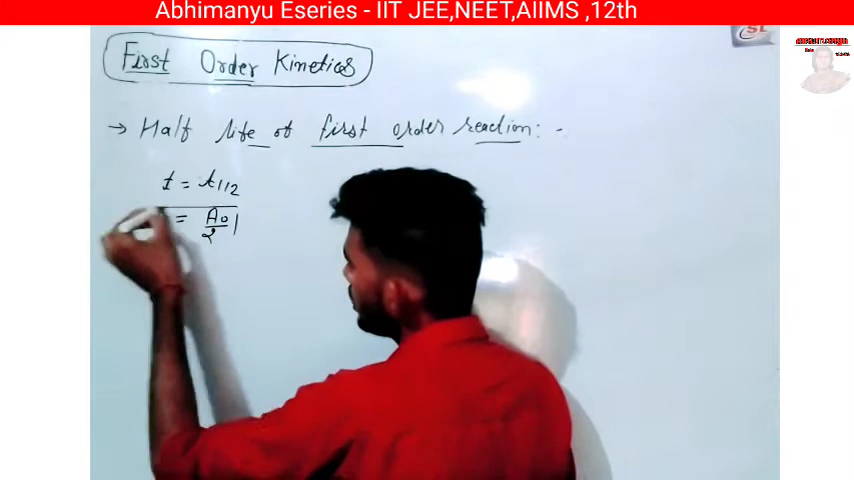 Abhimanyu Eseries - IIT JEE,NEET,AIIMS ,12th
SL
First Order Kinetics
→ Half life of first order reaction: -
t = t1/2
= A0/2